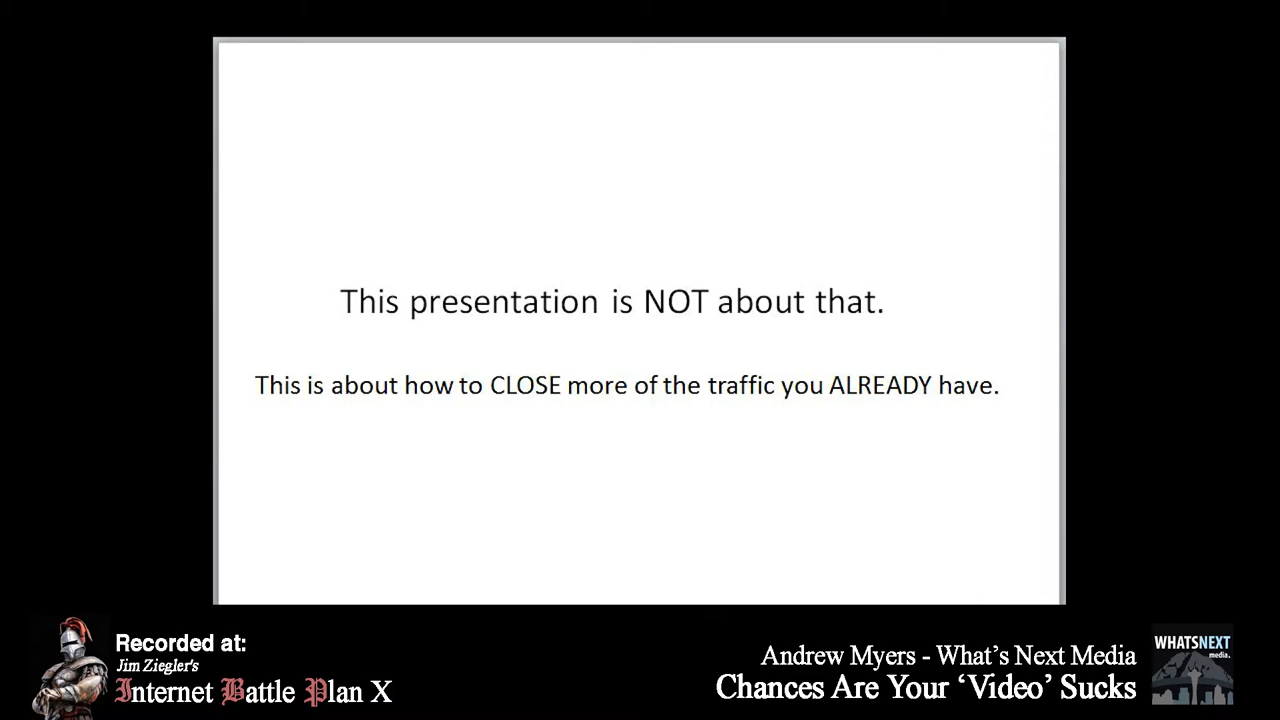 This presentation is NOT about that.
This is about how to CLOSE more of the traffic you ALREADY have.
Recorded at:
Jim Ziegler's
Internet Battle Plan X
Andrew Myers - What's Next Media
Chances Are Your ‘Video’ Sucks
WHATSNEXT
media.